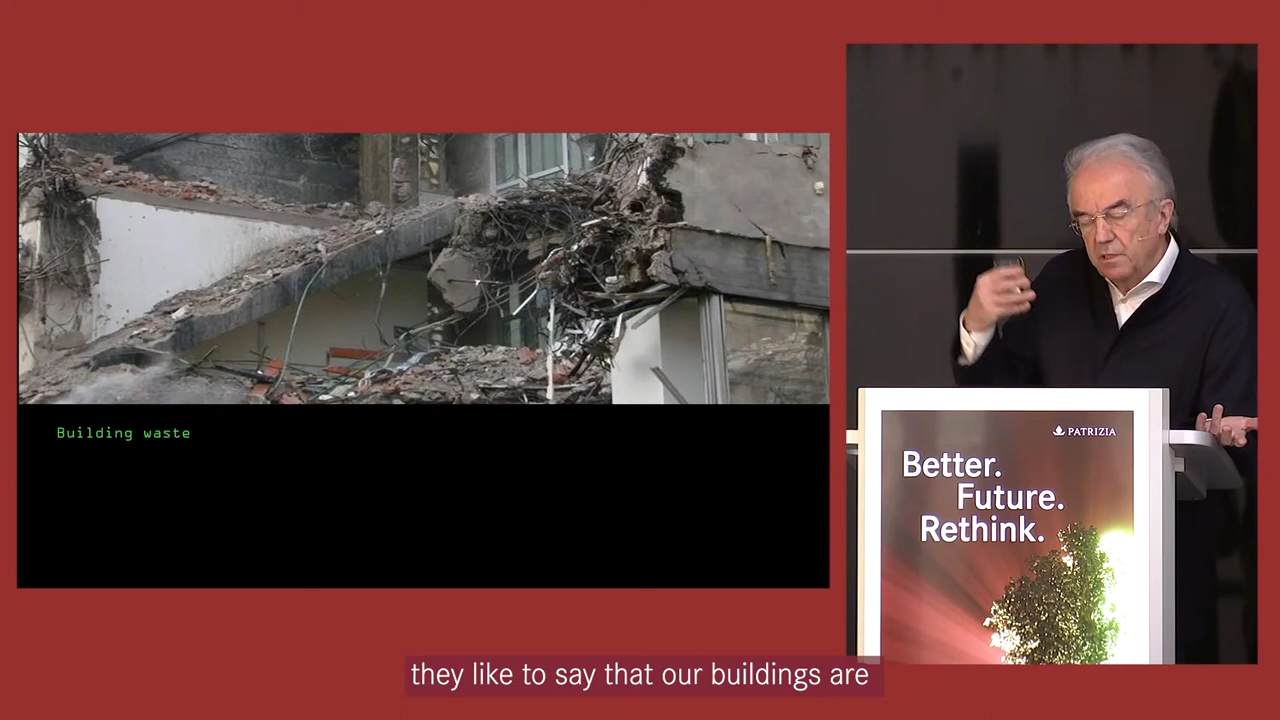 Building waste
PATRIZIA
Better.
Future.
Rethink.
they like to say that our buildings are